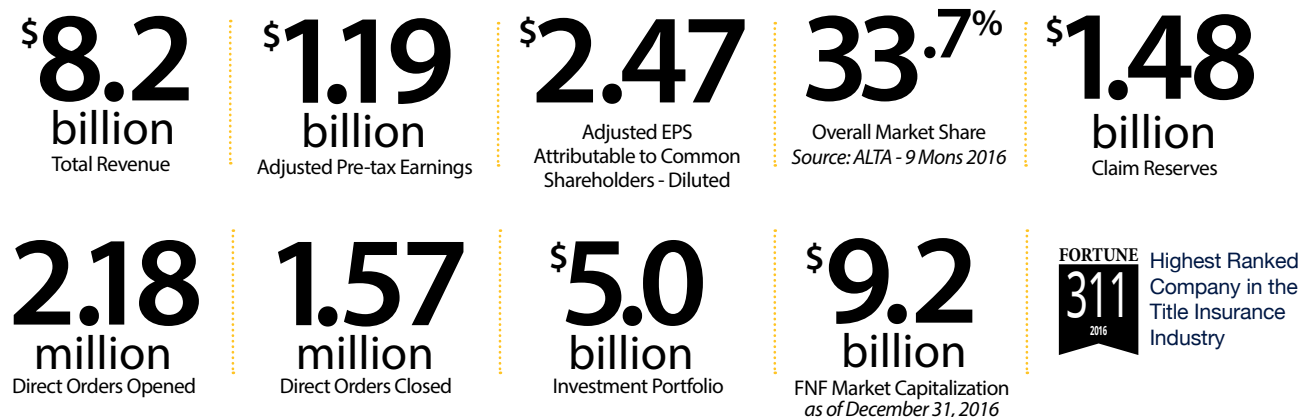 $8.2
billion
Total Revenue
$1.19
billion
Adjusted Pre-tax Earnings
$2.47
Adjusted EPS
Attributable to Common
Shareholders - Diluted
33.7%
Overall Market Share
Source: ALTA - 9 Mons 2016
$1.48
billion
Claim Reserves
2.18
million
Direct Orders Opened
1.57
million
Direct Orders Closed
$5.0
billion
Investment Portfolio
$9.2
billion
FNF Market Capitalization
as of December 31, 2016
FORTUNE
311
2016
Highest Ranked
Company in the
Title Insurance
Industry